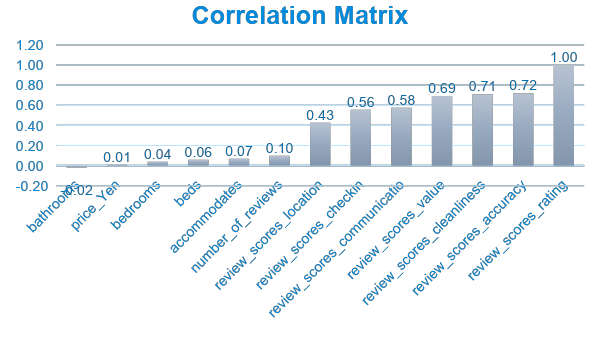 Correlation Matrix
1.20
1.00
0.80
0.60
0.40
0.20
0.00
-0.20
-0.02
0.01
0.04
0.06
0.07
0.10
0.43
0.56
0.58
0.69
0.71
0.72
1.00
bathrooms
price_Yen
bedrooms
beds
accommodates
number_of_reviews
review_scores_location
review_scores_checkin
review_scores_communicatio
review_scores_value
review_scores_cleanliness
review_scores_accuracy
review_scores_rating